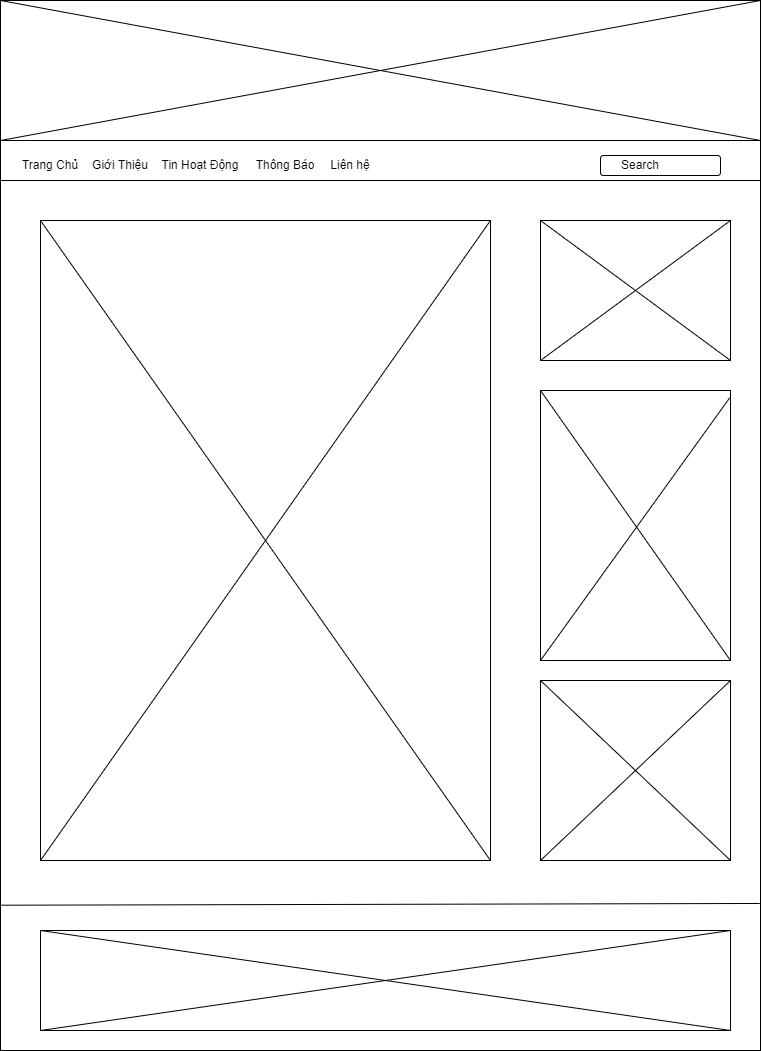 Trang Chủ Giới Thiệu Tin Hoạt Động Thông Báo Liên hệ Search